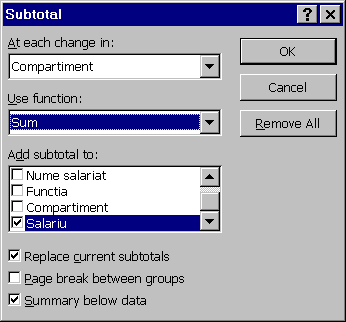 Subtotal
At each change in:
Compartiment
OK
Cancel
Use function:
Sum
Remove All
Add subtotal to:
Nume salariat
Functia
Compartiment
Salariu
Replace current subtotals
Page break between groups
Summary below data